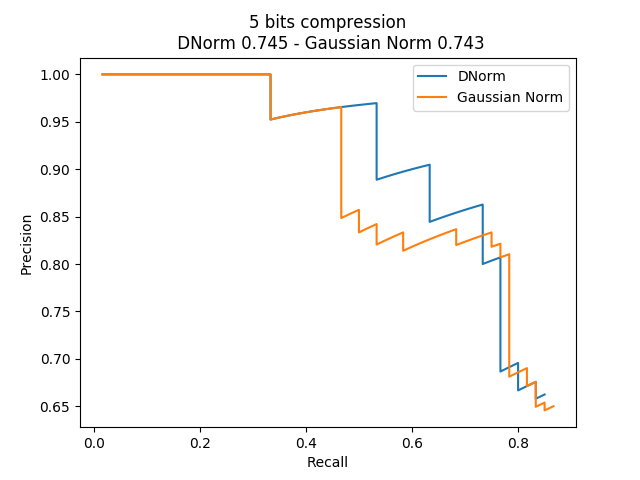 5 bits compression
DNorm 0.745 - Gaussian Norm 0.743
DNorm
Gaussian Norm
1.00
0.95
0.90
0.85
0.80
0.75
0.70
0.65
Precision
0.0 0.2 0.4 0.6 0.8
Recall